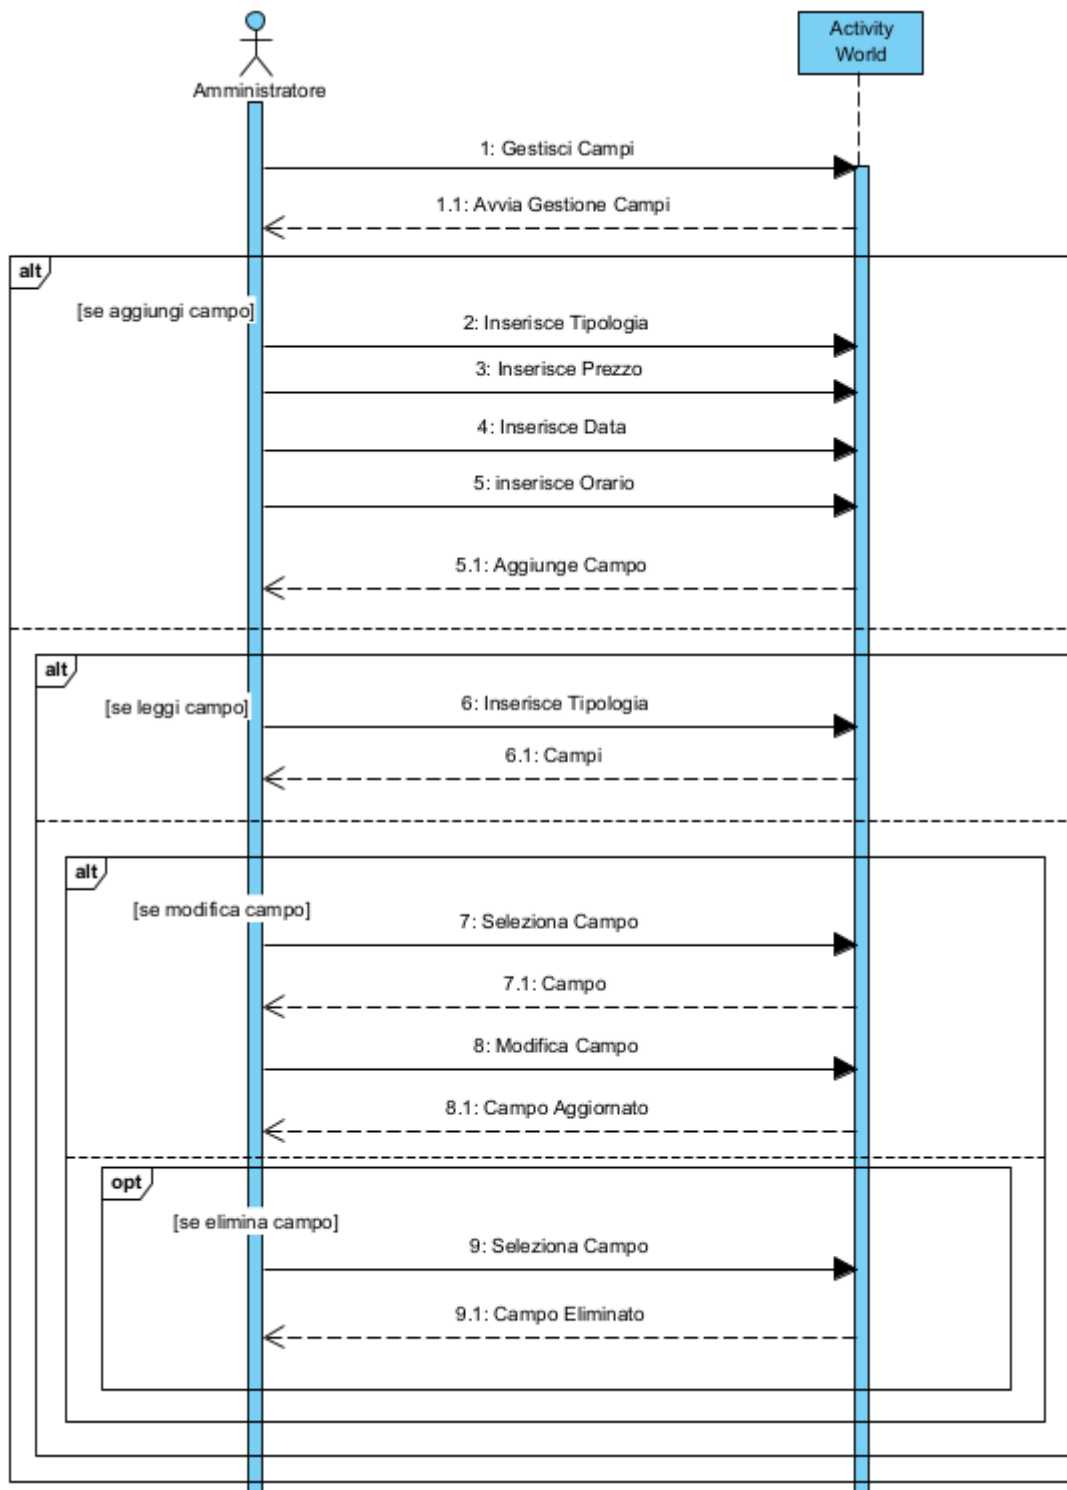 Amministratore
Activity
World
1: Gestisci Campi
1.1: Avvia Gestione Campi
alt
[se aggiungi campo]
2: Inserisce Tipologia
3: Inserisce Prezzo
4: Inserisce Data
5: inserisce Orario
5.1: Aggiunge Campo
alt
[se leggi campo]
6: Inserisce Tipologia
6.1: Campi
alt
[se modifica campo]
7: Seleziona Campo
7.1: Campo
8: Modifica Campo
8.1: Campo Aggiornato
opt
[se elimina campo]
9: Seleziona Campo
9.1: Campo Eliminato